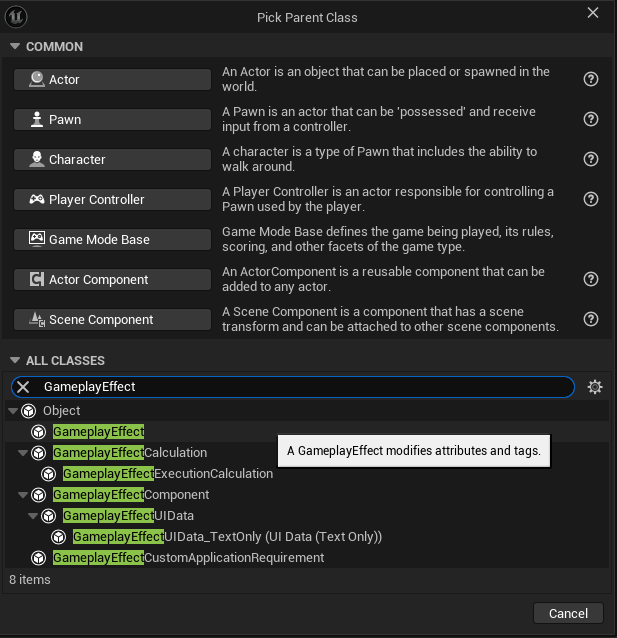 Pick Parent Class
COMMON
Actor
An Actor is an object that can be placed or spawned in the
world.
Pawn
A Pawn is an actor that can be 'possessed' and receive
input from a controller.
Character
A character is a type of Pawn that includes the ability to
walk around.
Player Controller
A Player Controller is an actor responsible for controlling a
Pawn used by the player.
Game Mode Base
Game Mode Base defines the game being played, its rules,
scoring, and other facets of the game type.
Actor Component
An ActorComponent is a reusable component that can be
added to any actor.
Scene Component
A Scene Component is a component that has a scene
transform and can be attached to other scene components.
ALL CLASSES
GameplayEffect
Object
GameplayEffect
GameplayEffectCalculation
A GameplayEffect modifies attributes and tags.
GameplayEffectExecutionCalculation
GameplayEffectComponent
GameplayEffectUIData
GameplayEffectUIData_TextOnly (UI Data (Text Only))
GameplayEffectCustomApplicationRequirement
8 items
Cancel